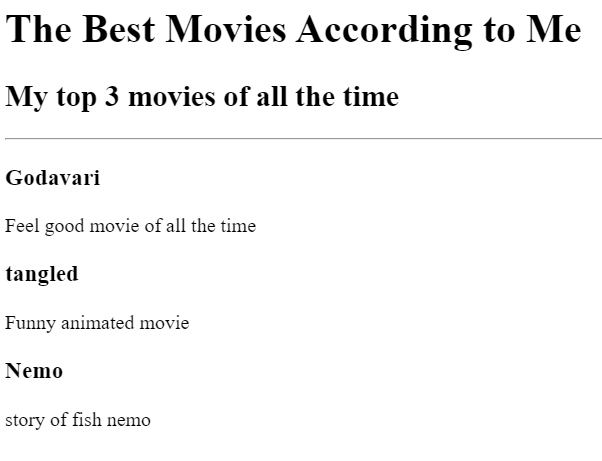 The Best Movies According to Me
My top 3 movies of all the time
Godavari
Feel good movie of all the time
tangled
Funny animated movie
Nemo
story of fish nemo